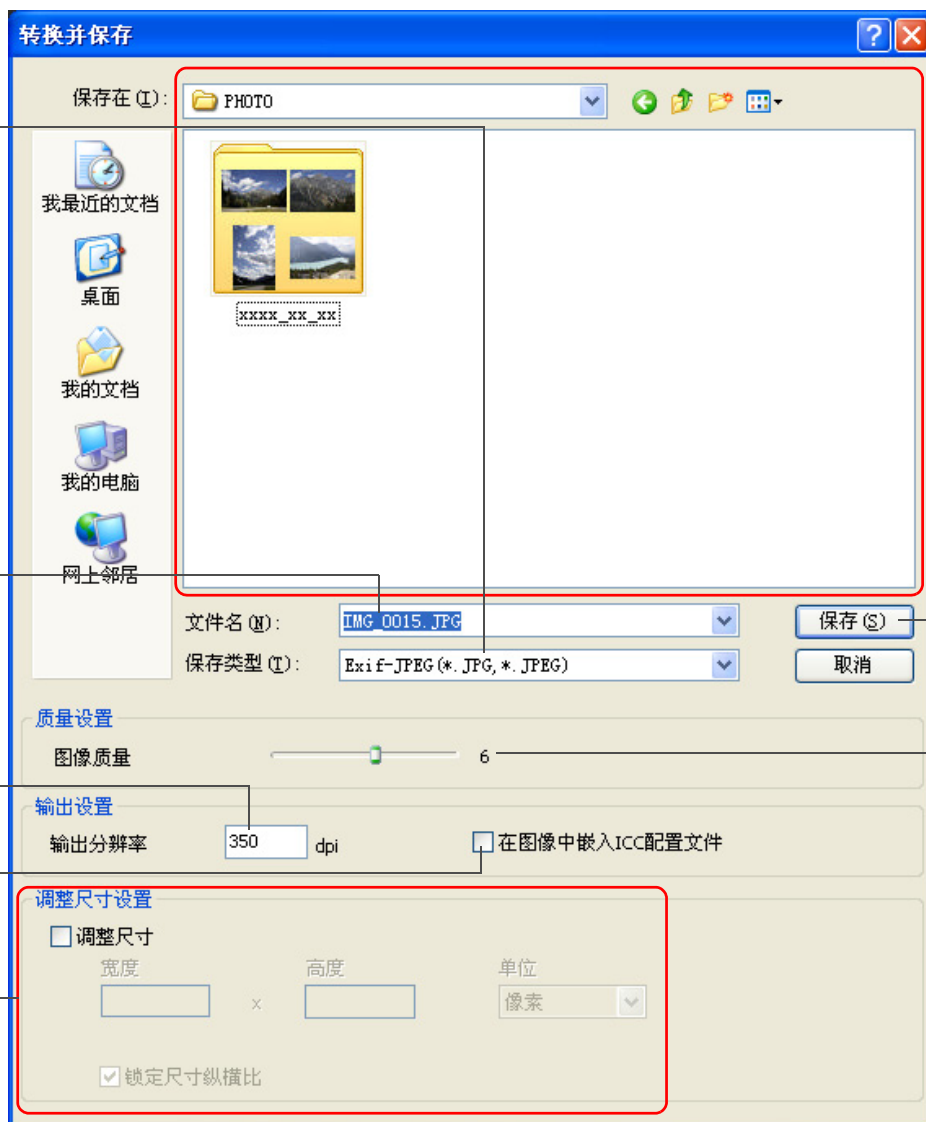 转换并保存
保存在(I):
PHOTO
我最近的文档
桌面
我的文档
我的电脑
网上邻居
xxxx_xx_xx
文件名(N):
IMG_0015.JPG
保存(S)
保存类型(T):
Exif-JPEG(*.JPG,*.JPEG)
取消
质量设置
图像质量
6
输出设置
输出分辨率
350
dpi
在图像中嵌入ICC配置文件
调整尺寸设置
调整尺寸
宽度
高度
单位
x
像素
锁定尺寸纵横比